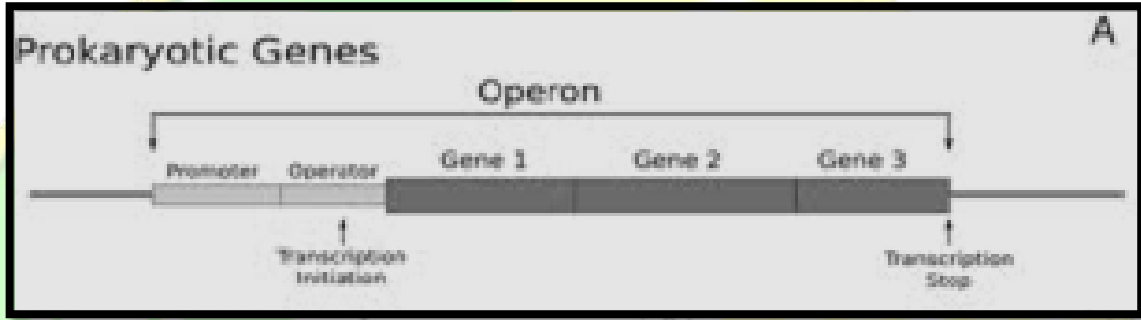 Prokaryotic Genes
A
Operon
Promoter
Operator
Gene 1
Gene 2
Gene 3
Transcription
Initiation
Transcription
Stop